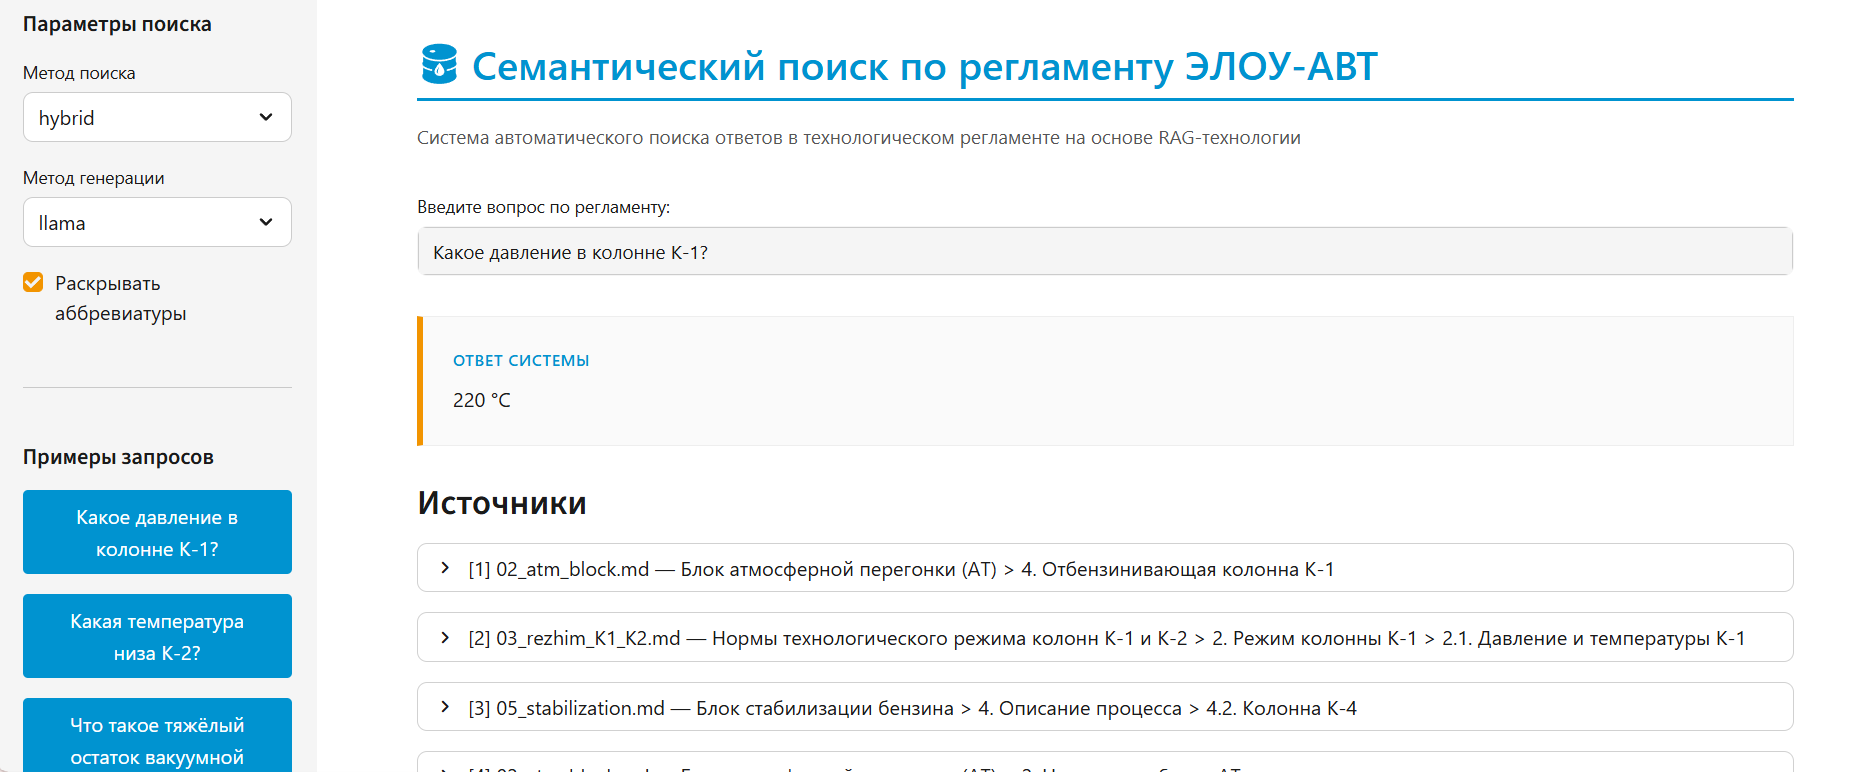 Параметры поиска
Метод поиска
hybrid
Метод генерации
llama
Раскрывать
аббревиатуры
Примеры запросов
Какое давление в
колонне К-1?
Какая температура
низа К-2?
Что такое тяжёлый
остаток вакуумной
Семантический поиск по регламенту ЭЛОУ-АВТ
Система автоматического поиска ответов в технологическом регламенте на основе RAG-технологии
Введите вопрос по регламенту:
Какое давление в колонне К-1?
ОТВЕТ СИСТЕМЫ
220 °C
Источники
[1] 02_atm_block.md — Блок атмосферной перегонки (АТ) > 4. Отбензинивающая колонна К-1
[2] 03_rezhim_K1_K2.md — Нормы технологического режима колонн К-1 и К-2 > 2. Режим колонны К-1 > 2.1. Давление и температуры К-1
[3] 05_stabilization.md — Блок стабилизации бензина > 4. Описание процесса > 4.2. Колонна К-4